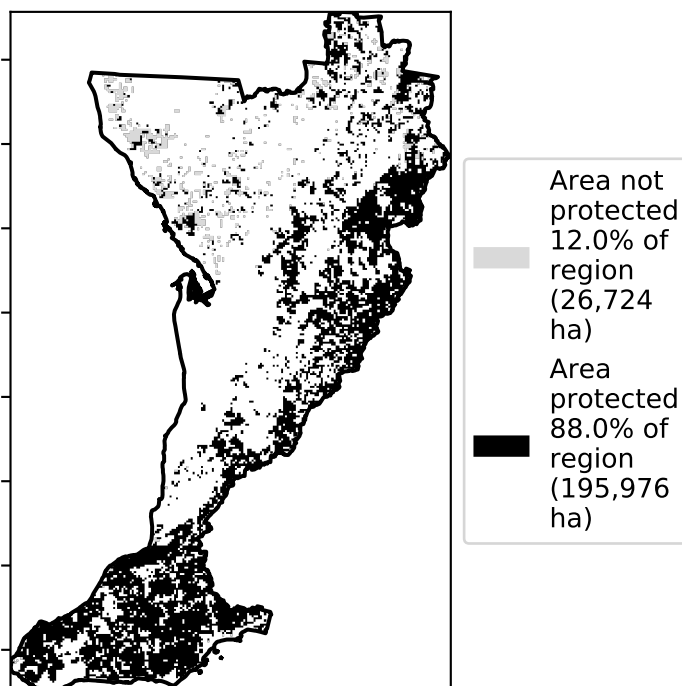 Area not
protected
12.0% of
region
(26,724
ha)
Area
protected
88.0% of
region
(195,976
ha)